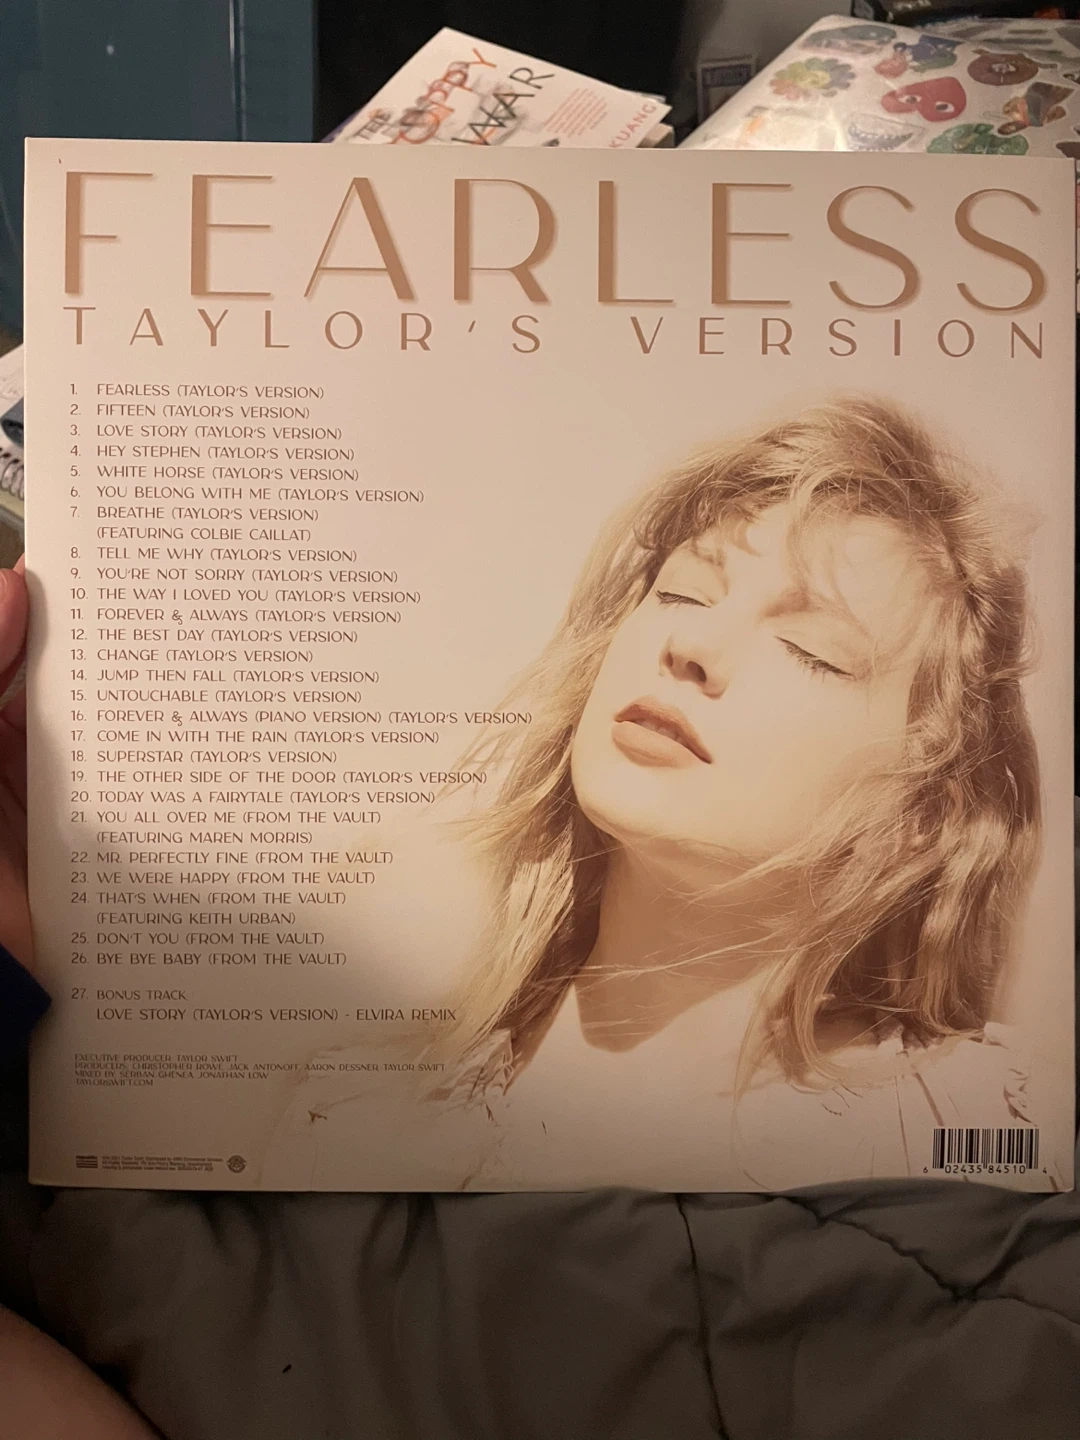 THE
POPPY
WAR
KUANG
FEARLESS
TAYLOR'S VERSION
1. FEARLESS (TAYLOR'S VERSION)
2. FIFTEEN (TAYLOR'S VERSION)
3. LOVE STORY (TAYLOR'S VERSION)
4. HEY STEPHEN (TAYLOR'S VERSION)
5. WHITE HORSE (TAYLOR'S VERSION)
6. YOU BELONG WITH ME (TAYLOR'S VERSION)
7. BREATHE (TAYLOR'S VERSION)
(FEATURING COLBIE CAILLAT)
8. TELL ME WHY (TAYLOR'S VERSION)
9. YOU'RE NOT SORRY (TAYLOR'S VERSION)
10. THE WAY I LOVED YOU (TAYLOR'S VERSION)
11. FOREVER & ALWAYS (TAYLOR'S VERSION)
12. THE BEST DAY (TAYLOR'S VERSION)
13. CHANGE (TAYLOR'S VERSION)
14. JUMP THEN FALL (TAYLOR'S VERSION)
15. UNTOUCHABLE (TAYLOR'S VERSION)
16. FOREVER & ALWAYS (PIANO VERSION) (TAYLOR'S VERSION)
17. COME IN WITH THE RAIN (TAYLOR'S VERSION)
18. SUPERSTAR (TAYLOR'S VERSION)
19. THE OTHER SIDE OF THE DOOR (TAYLOR'S VERSION)
20. TODAY WAS A FAIRYTALE (TAYLOR'S VERSION)
21. YOU ALL OVER ME (FROM THE VAULT)
(FEATURING MAREN MORRIS)
22. MR. PERFECTLY FINE (FROM THE VAULT)
23. WE WERE HAPPY (FROM THE VAULT)
24. THAT'S WHEN (FROM THE VAULT)
(FEATURING KEITH URBAN)
25. DON'T YOU (FROM THE VAULT)
26. BYE BYE BABY (FROM THE VAULT)
27. BONUS TRACK
LOVE STORY (TAYLOR'S VERSION) - ELVIRA REMIX
EXECUTIVE PRODUCER: TAYLOR SWIFT
PRODUCERS: CHRISTOPHER ROWE, JACK ANTONOFF, AARON DESSNER, TAYLOR SWIFT
MIXED BY SERBAN GHENEA, JONATHAN LOW
TAYLORSWIFT.COM
6 02435 84510 4